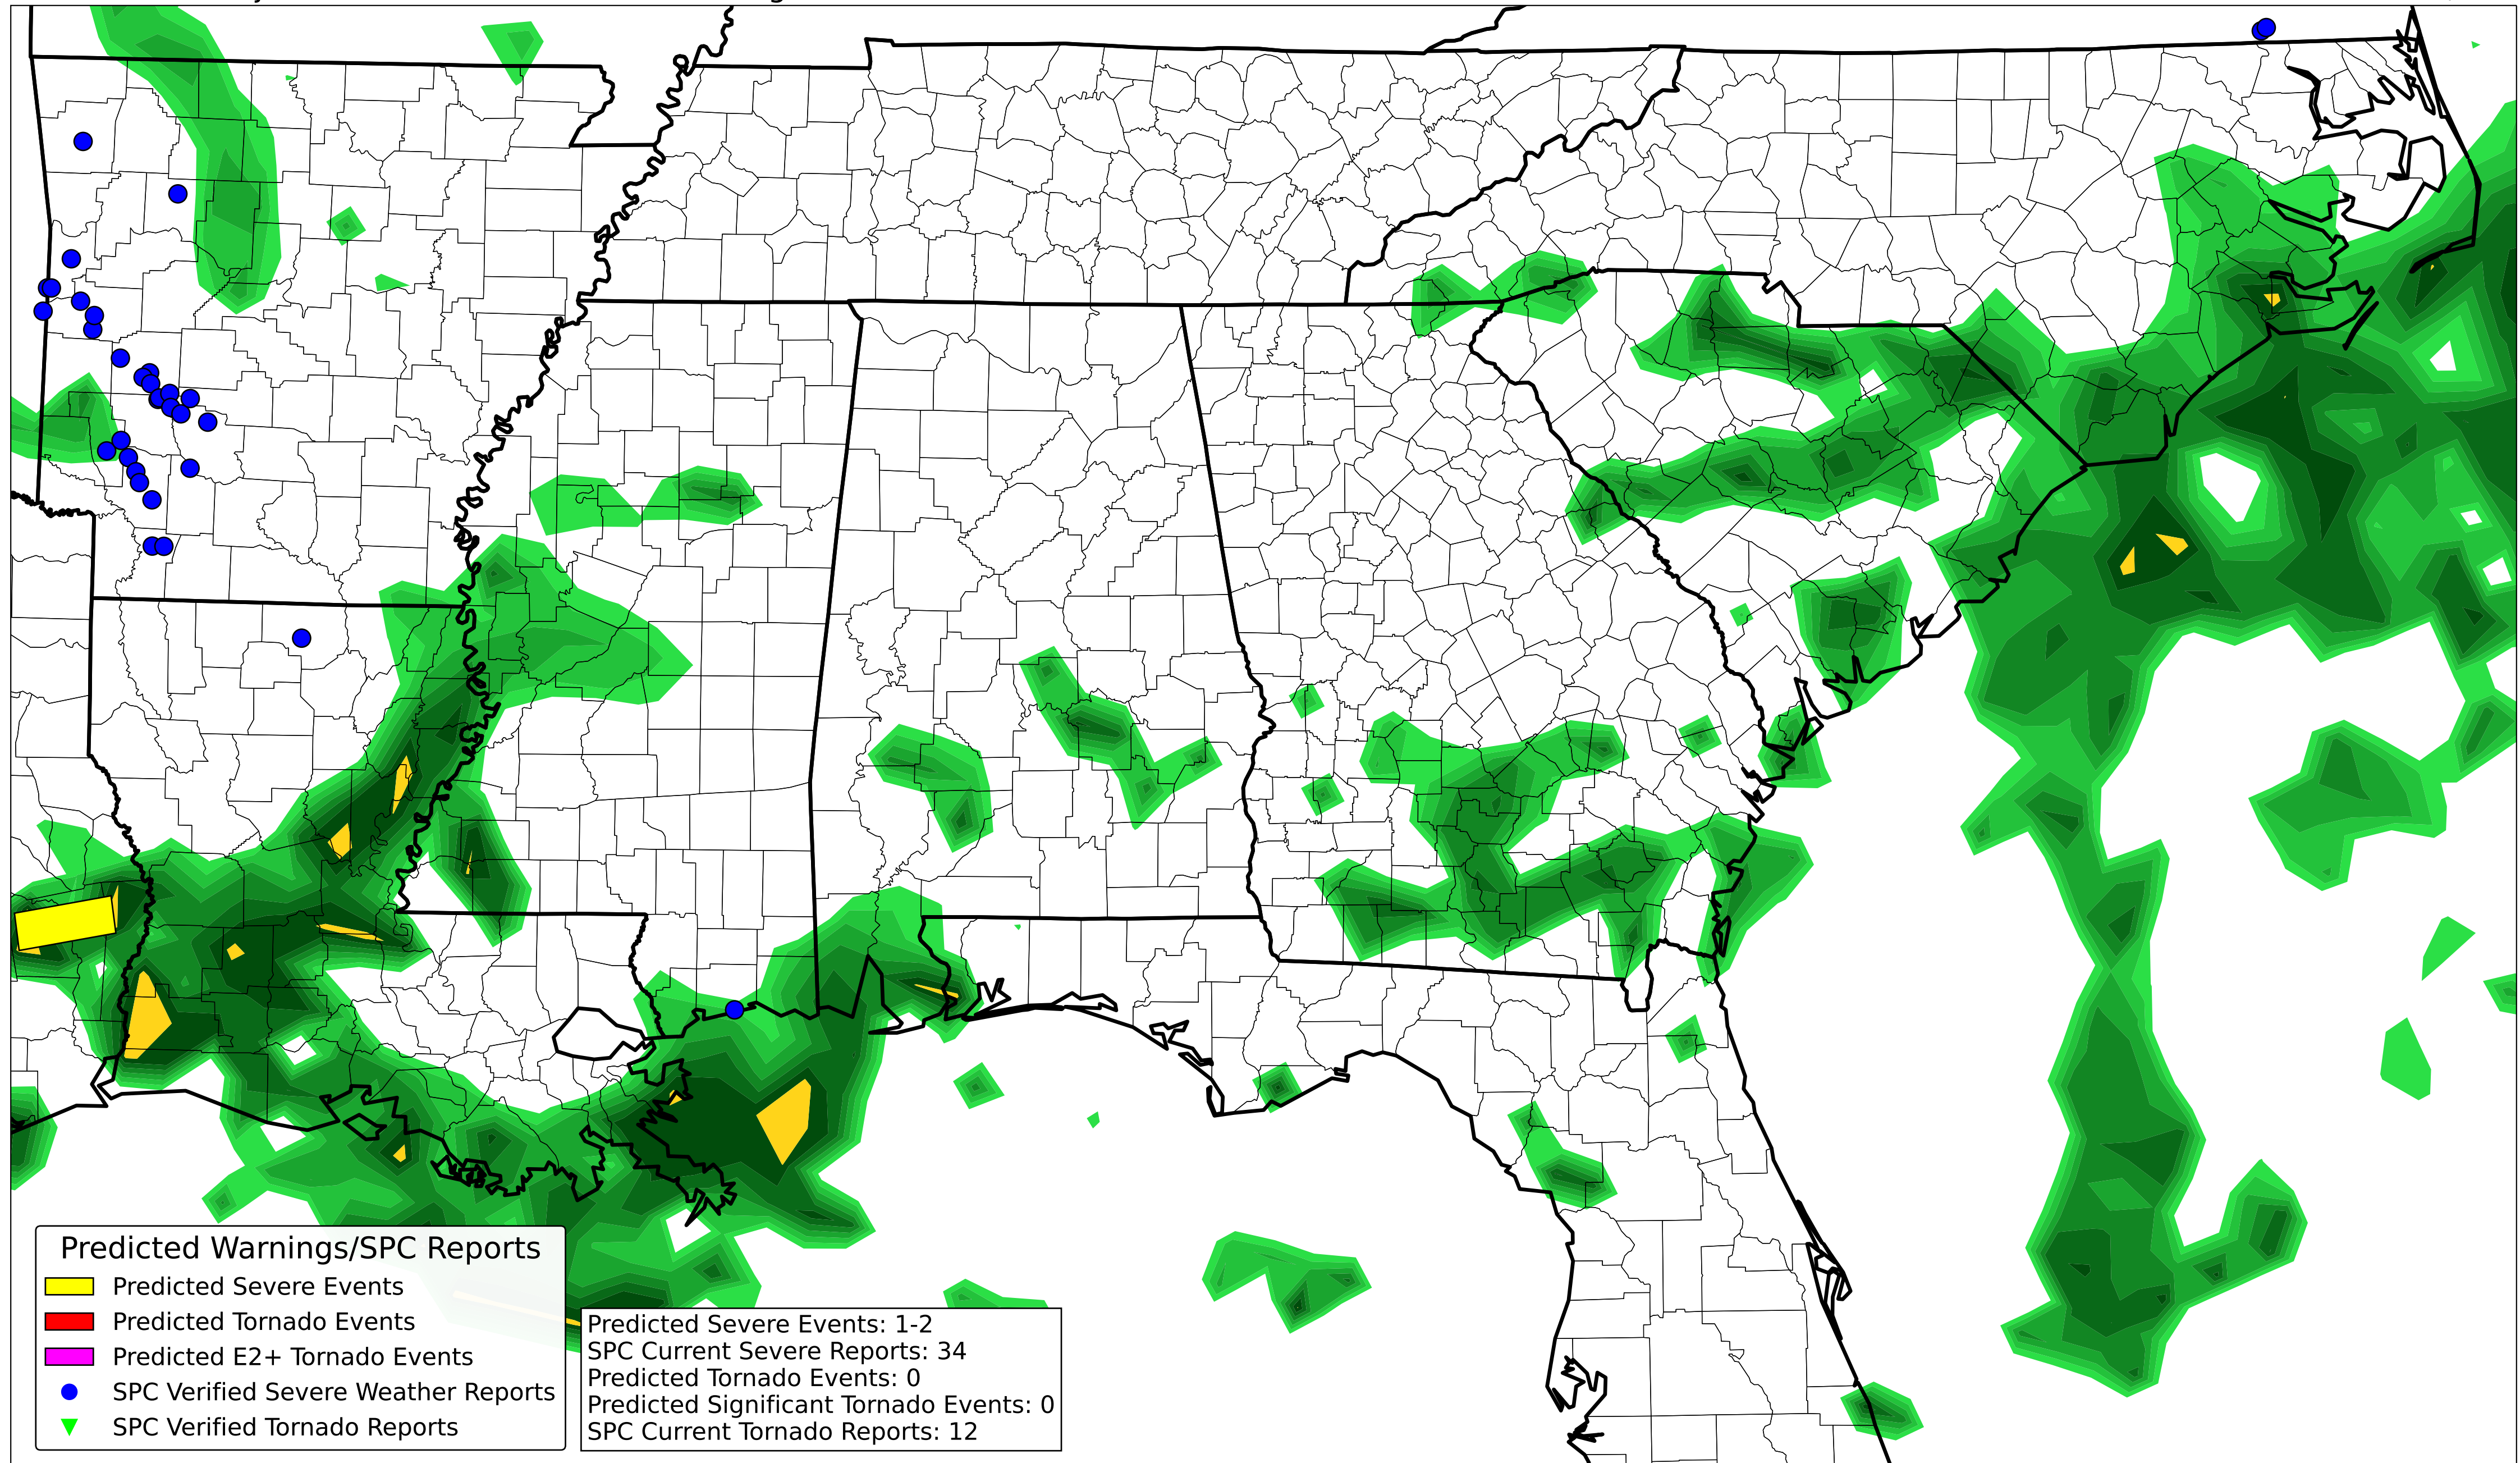 Predicted Warnings/SPC Reports
Predicted Severe Events
Predicted Tornado Events
Predicted E2+ Tornado Events
SPC Verified Severe Weather Reports
SPC Verified Tornado Reports
Predicted Severe Events: 1-2
SPC Current Severe Reports: 34
Predicted Tornado Events: 0
Predicted Significant Tornado Events: 0
SPC Current Tornado Reports: 12